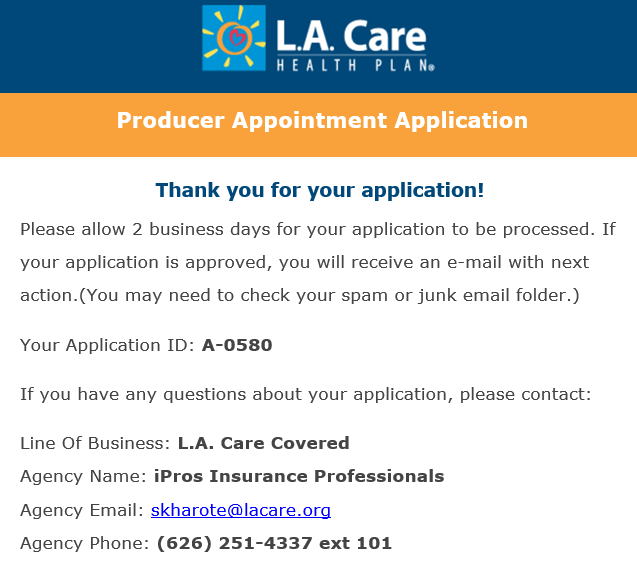 L.A. Care
HEALTH PLAN®
Producer Appointment Application
Thank you for your application!
Please allow 2 business days for your application to be processed. If
your application is approved, you will receive an e-mail with next
action.(You may need to check your spam or junk email folder.)
Your Application ID: A-0580
If you have any questions about your application, please contact:
Line Of Business: L.A. Care Covered
Agency Name: iPros Insurance Professionals
Agency Email: skharote@lacare.org
Agency Phone: (626) 251-4337 ext 101